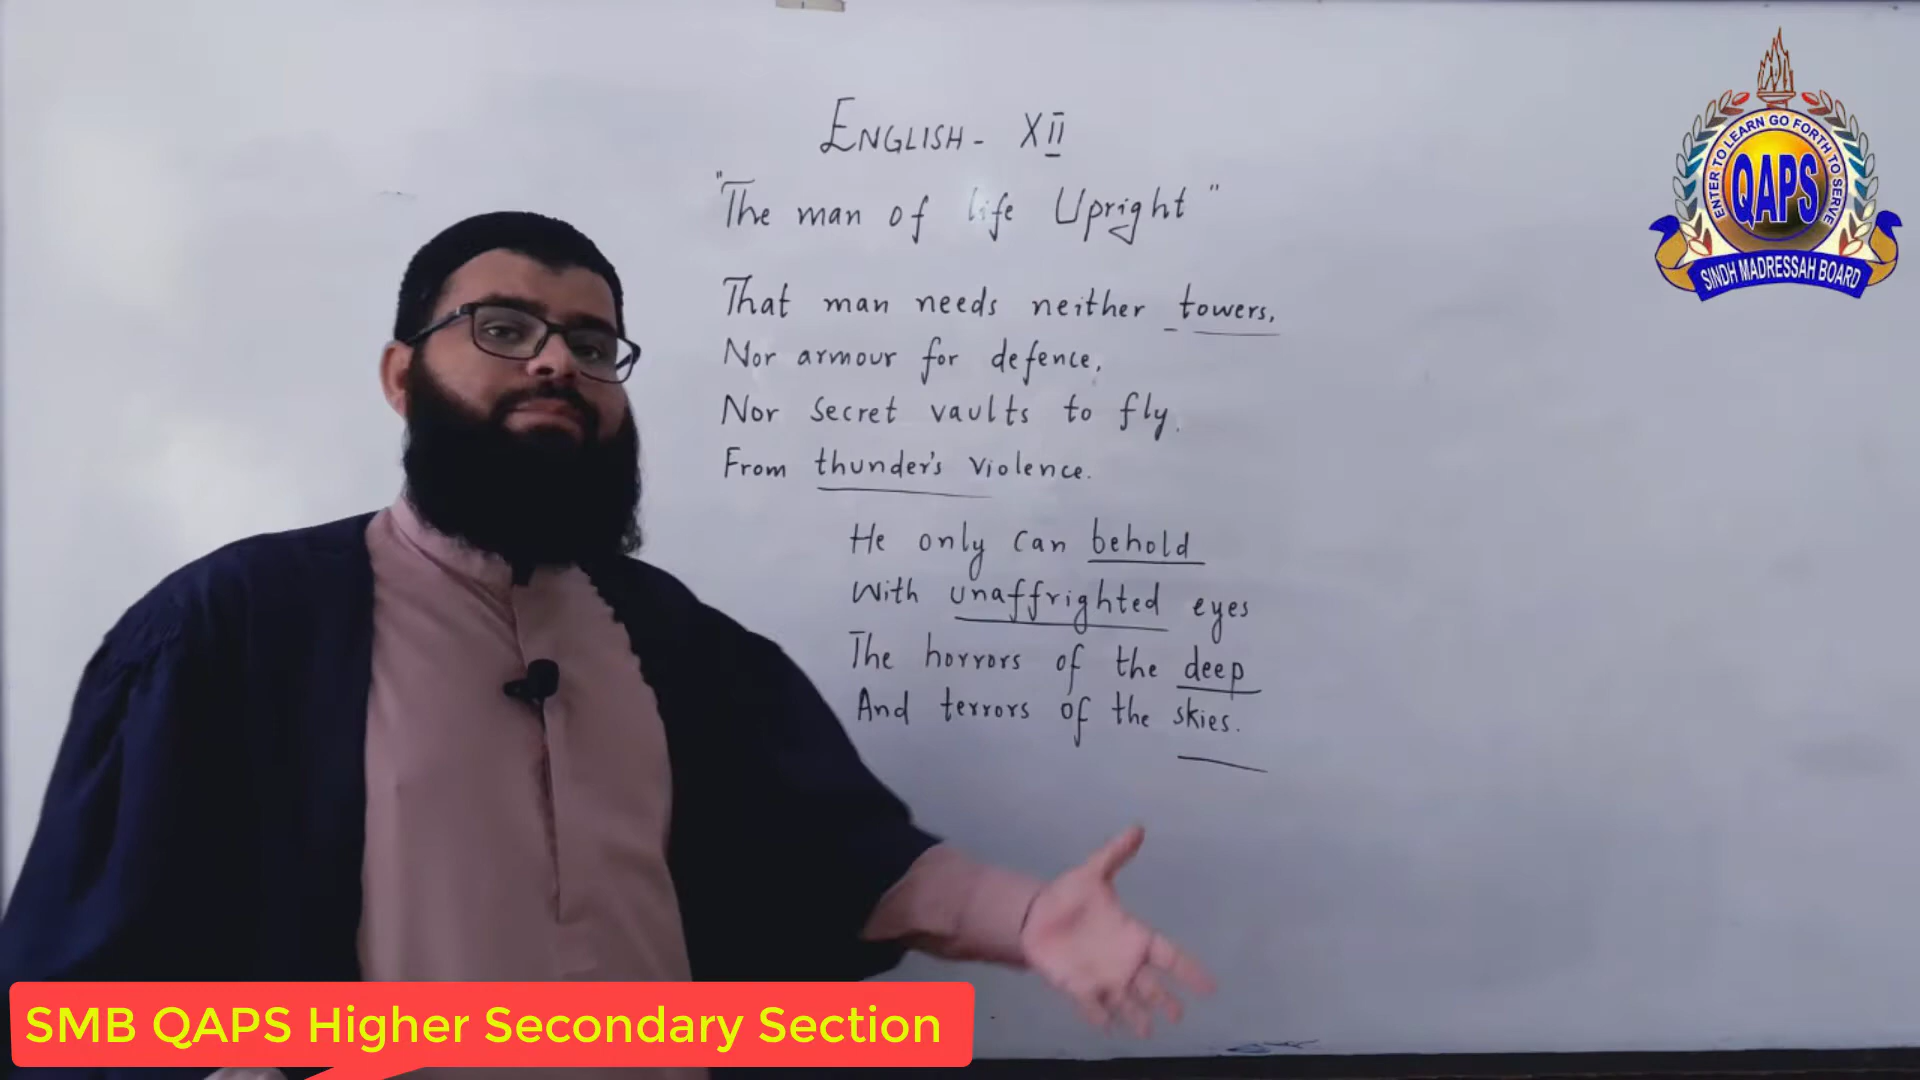 ENGLISH - XII
"The man of life Upright"
That man needs neither towers,
Nor armour for defence,
Nor secret vaults to fly.
From thunder's violence.
He only can behold
With unaffrighted eyes
The horrors of the deep
And terrors of the skies.
ENTER TO LEARN GO FORTH TO SERVE
QAPS
SINDH MADRESSAH BOARD
SMB QAPS Higher Secondary Section